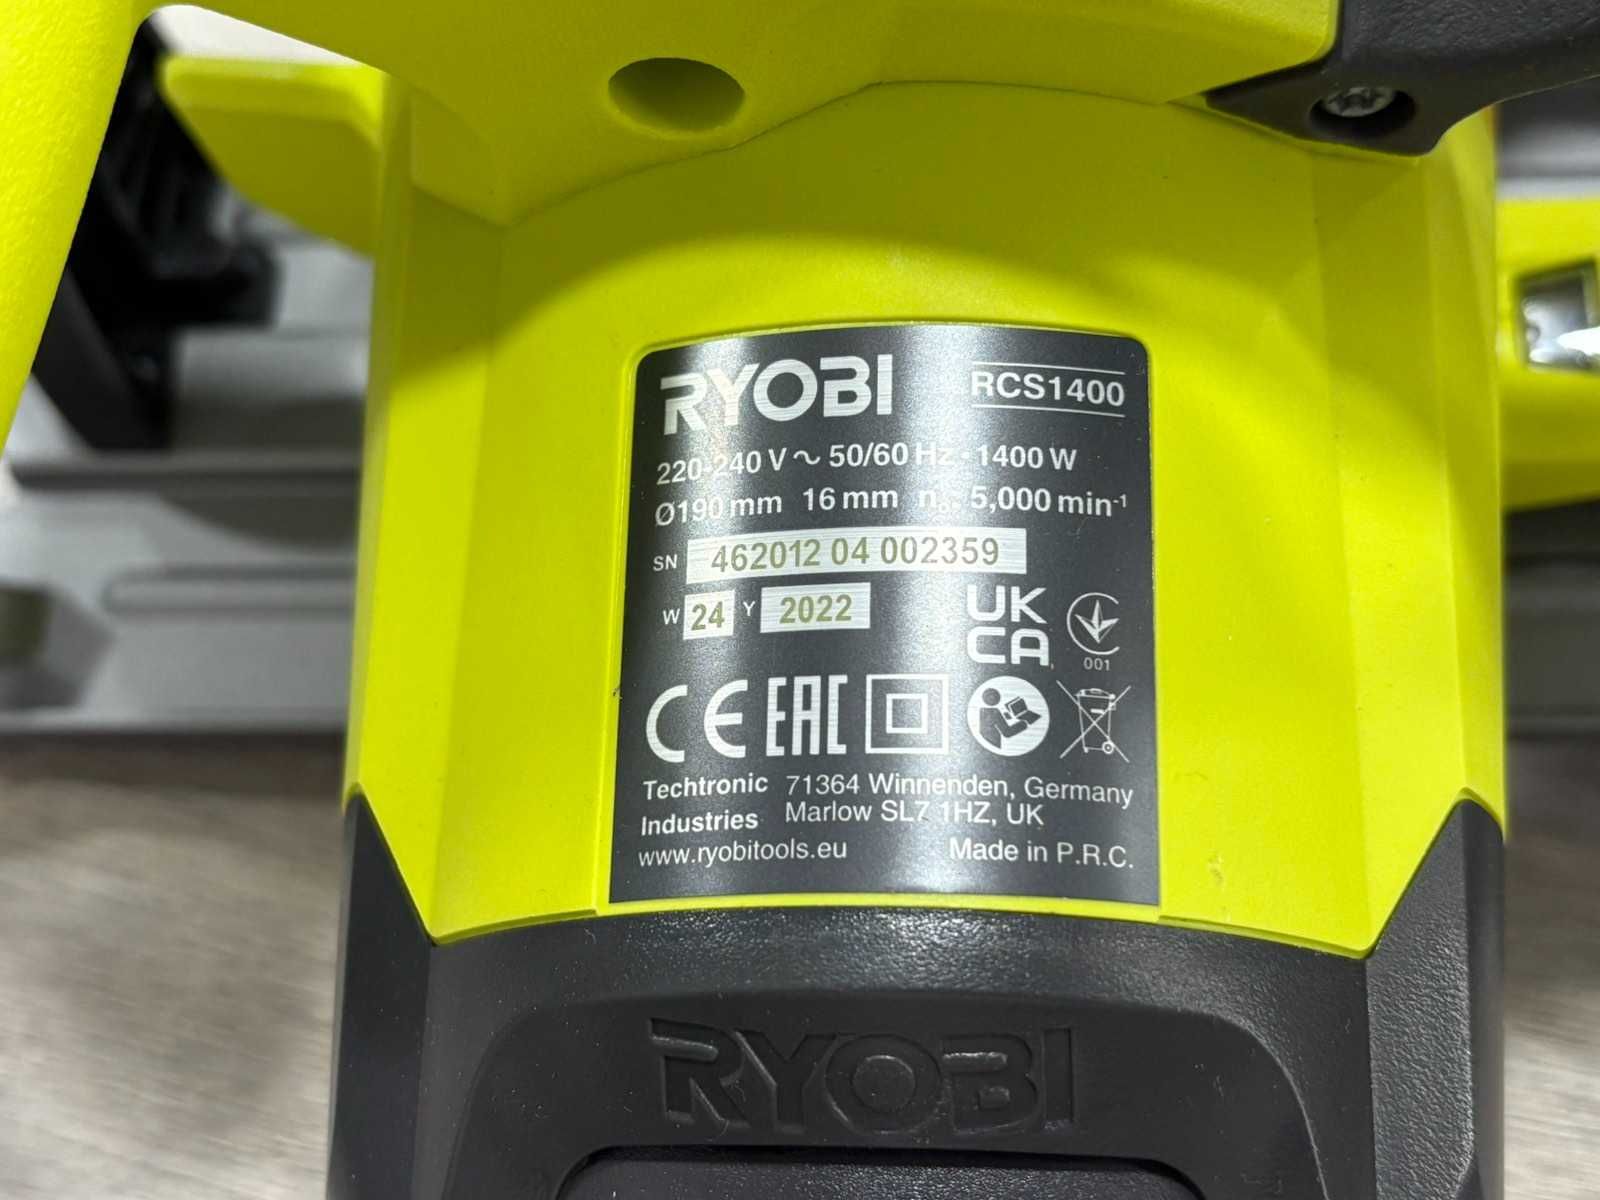 RYOBI RCS1400
220-240 V ~ 50/60 Hz · 1400 W
Ø190 mm 16 mm n₀ 5,000 min⁻¹
SN 462012 04 002359
W 24 Y 2022
UK
CA
001
CE EAC
Techtronic 71364 Winnenden, Germany
Industries Marlow SL7 1HZ, UK
www.ryobitools.eu Made in P.R.C.
RYOBI